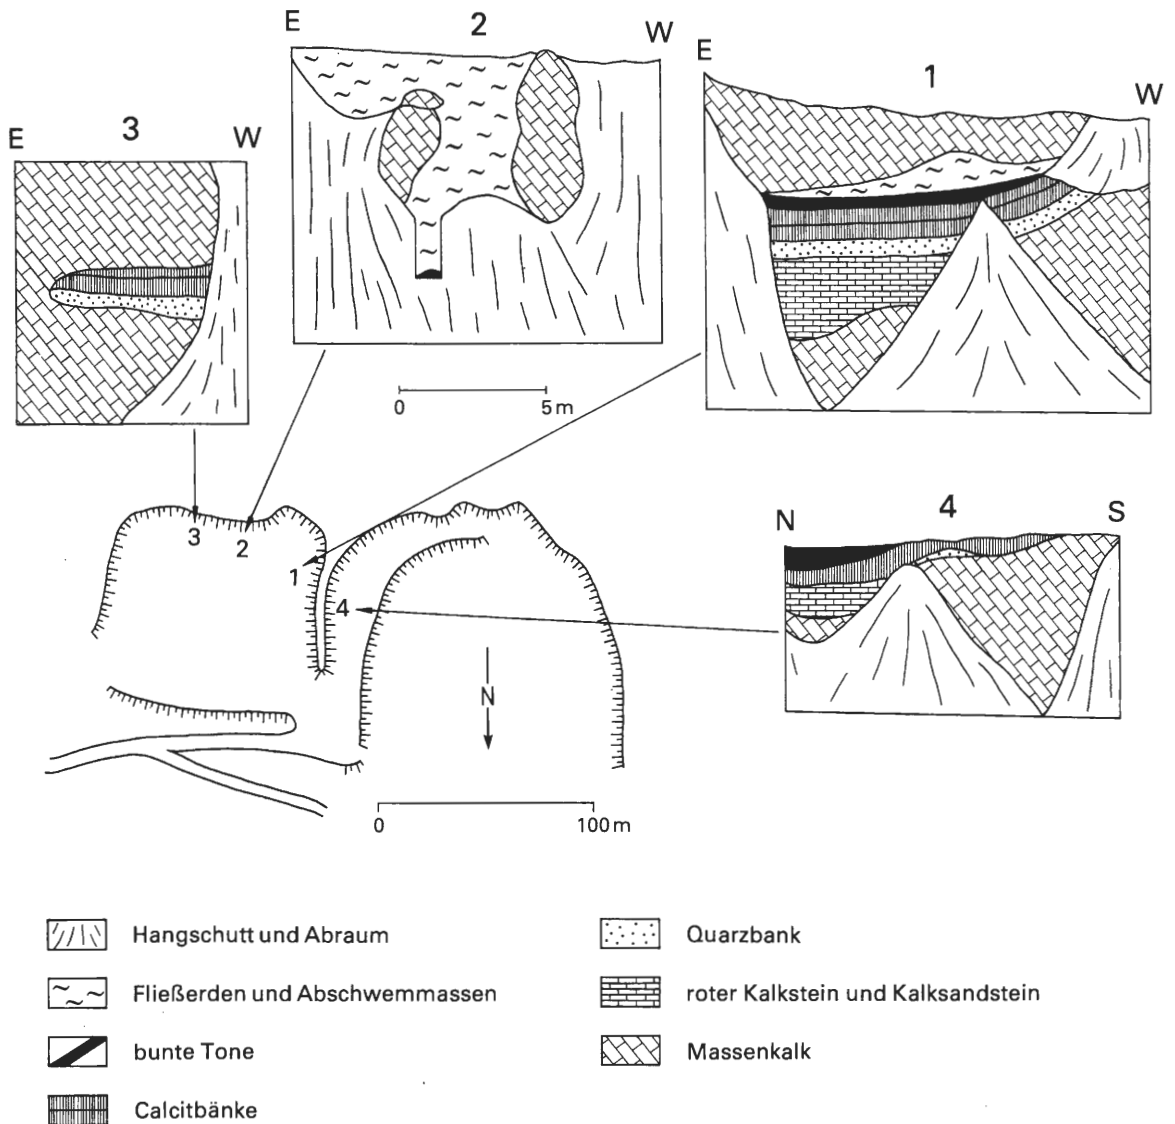 E 2 W
E 1 W
E 3 W
0 5 m
N 4 S
3
2
1
4
N
0 100 m
Hangschutt und Abraum
Fließerden und Abschwemmassen
bunte Tone
Calcitbänke
Quarzbank
roter Kalkstein und Kalksandstein
Massenkalk